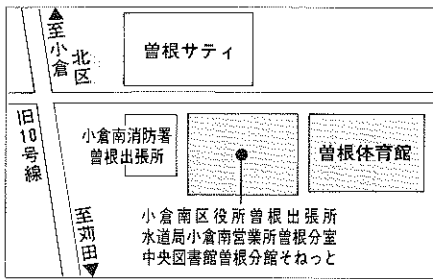 ▲至小倉北区
曽根サティ
旧10号線
小倉南消防署
曽根出張所
曽根体育館
至苅田▼
小倉南区役所曽根出張所
水道局小倉南営業所曽根分室
中央図書館曽根分館そねっと